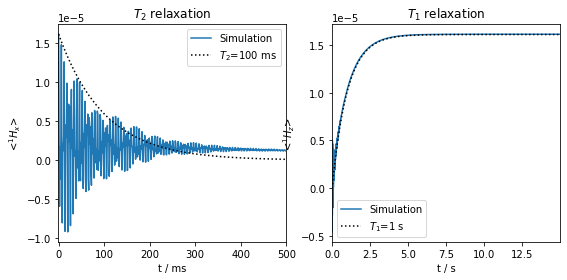 T₂ relaxation
1e−5
Simulation
T₂=100 ms
<¹Hₓ>
1.5
1.0
0.5
0.0
−0.5
−1.0
0 100 200 300 400 500
t / ms
T₁ relaxation
1e−5
<¹H_z>
1.5
1.0
0.5
0.0
−0.5
Simulation
T₁=1 s
0.0 2.5 5.0 7.5 10.0 12.5
t / s